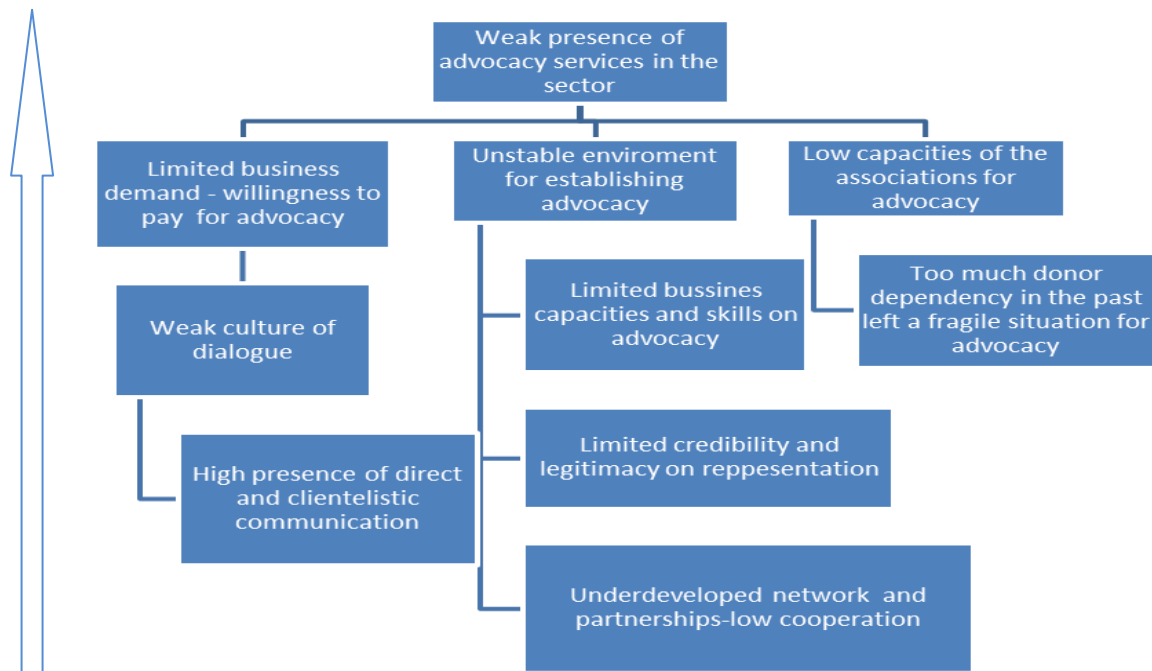 Weak presence of
advocacy services in the
sector
Limited business
demand - willingness to
pay for advocacy
Unstable enviroment
for establishing
advocacy
Low capacities of the
associations for
advocacy
Weak culture of
dialogue
High presence of direct
and clientelistic
communication
Limited bussines
capacities and skills on
advocacy
Limited credibility and
legitimacy on reppesentation
Underdeveloped network and
partnerships-low cooperation
Too much donor
dependency in the past
left a fragile situation for
advocacy